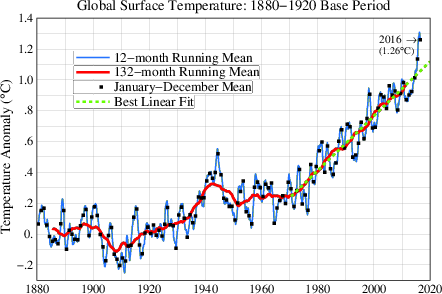 Global Surface Temperature: 1880−1920 Base Period
1.4
1.2
1.0
.8
.6
.4
.2
0.
−.2
Temperature Anomaly (°C)
12−month Running Mean
132−month Running Mean
January−December Mean
Best Linear Fit
2016 →
(1.26°C)
1880 1900 1920 1940 1960 1980 2000 2020